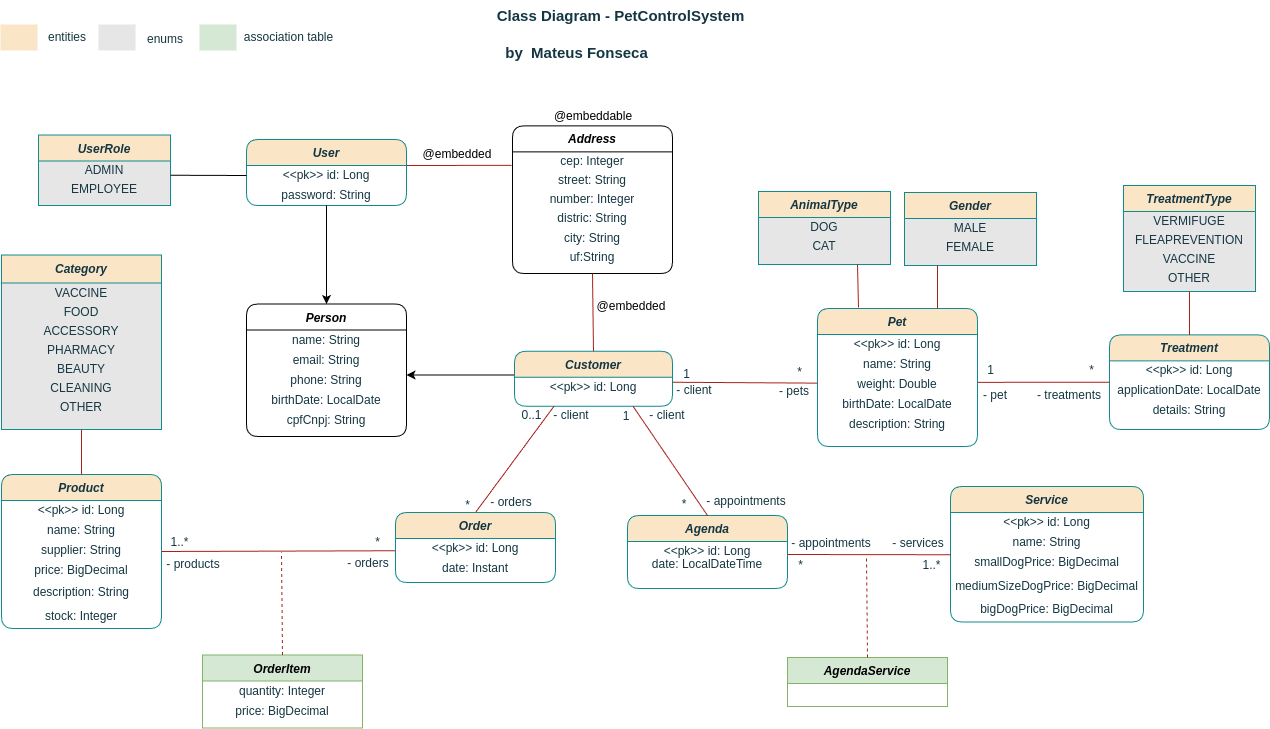 Class Diagram - PetControlSystem
by Mateus Fonseca
entities
enums
association table
UserRole
ADMIN
EMPLOYEE
User
<<pk>> id: Long
password: String
@embedded
@embeddable
Address
cep: Integer
street: String
number: Integer
distric: String
city: String
uf:String
@embedded
AnimalType
DOG
CAT
Gender
MALE
FEMALE
TreatmentType
VERMIFUGE
FLEAPREVENTION
VACCINE
OTHER
Category
VACCINE
FOOD
ACCESSORY
PHARMACY
BEAUTY
CLEANING
OTHER
Person
name: String
email: String
phone: String
birthDate: LocalDate
cpfCnpj: String
Customer
<<pk>> id: Long
1
- client
*
- pets
Pet
<<pk>> id: Long
name: String
weight: Double
birthDate: LocalDate
description: String
1
- pet
*
- treatments
Treatment
<<pk>> id: Long
applicationDate: LocalDate
details: String
0..1
- client
1
- client
*
- orders
*
- appointments
Product
<<pk>> id: Long
name: String
supplier: String
price: BigDecimal
description: String
stock: Integer
1..*
- products
*
- orders
Order
<<pk>> id: Long
date: Instant
Agenda
<<pk>> id: Long
date: LocalDateTime
- appointments
*
- services
1..*
Service
<<pk>> id: Long
name: String
smallDogPrice: BigDecimal
mediumSizeDogPrice: BigDecimal
bigDogPrice: BigDecimal
OrderItem
quantity: Integer
price: BigDecimal
AgendaService